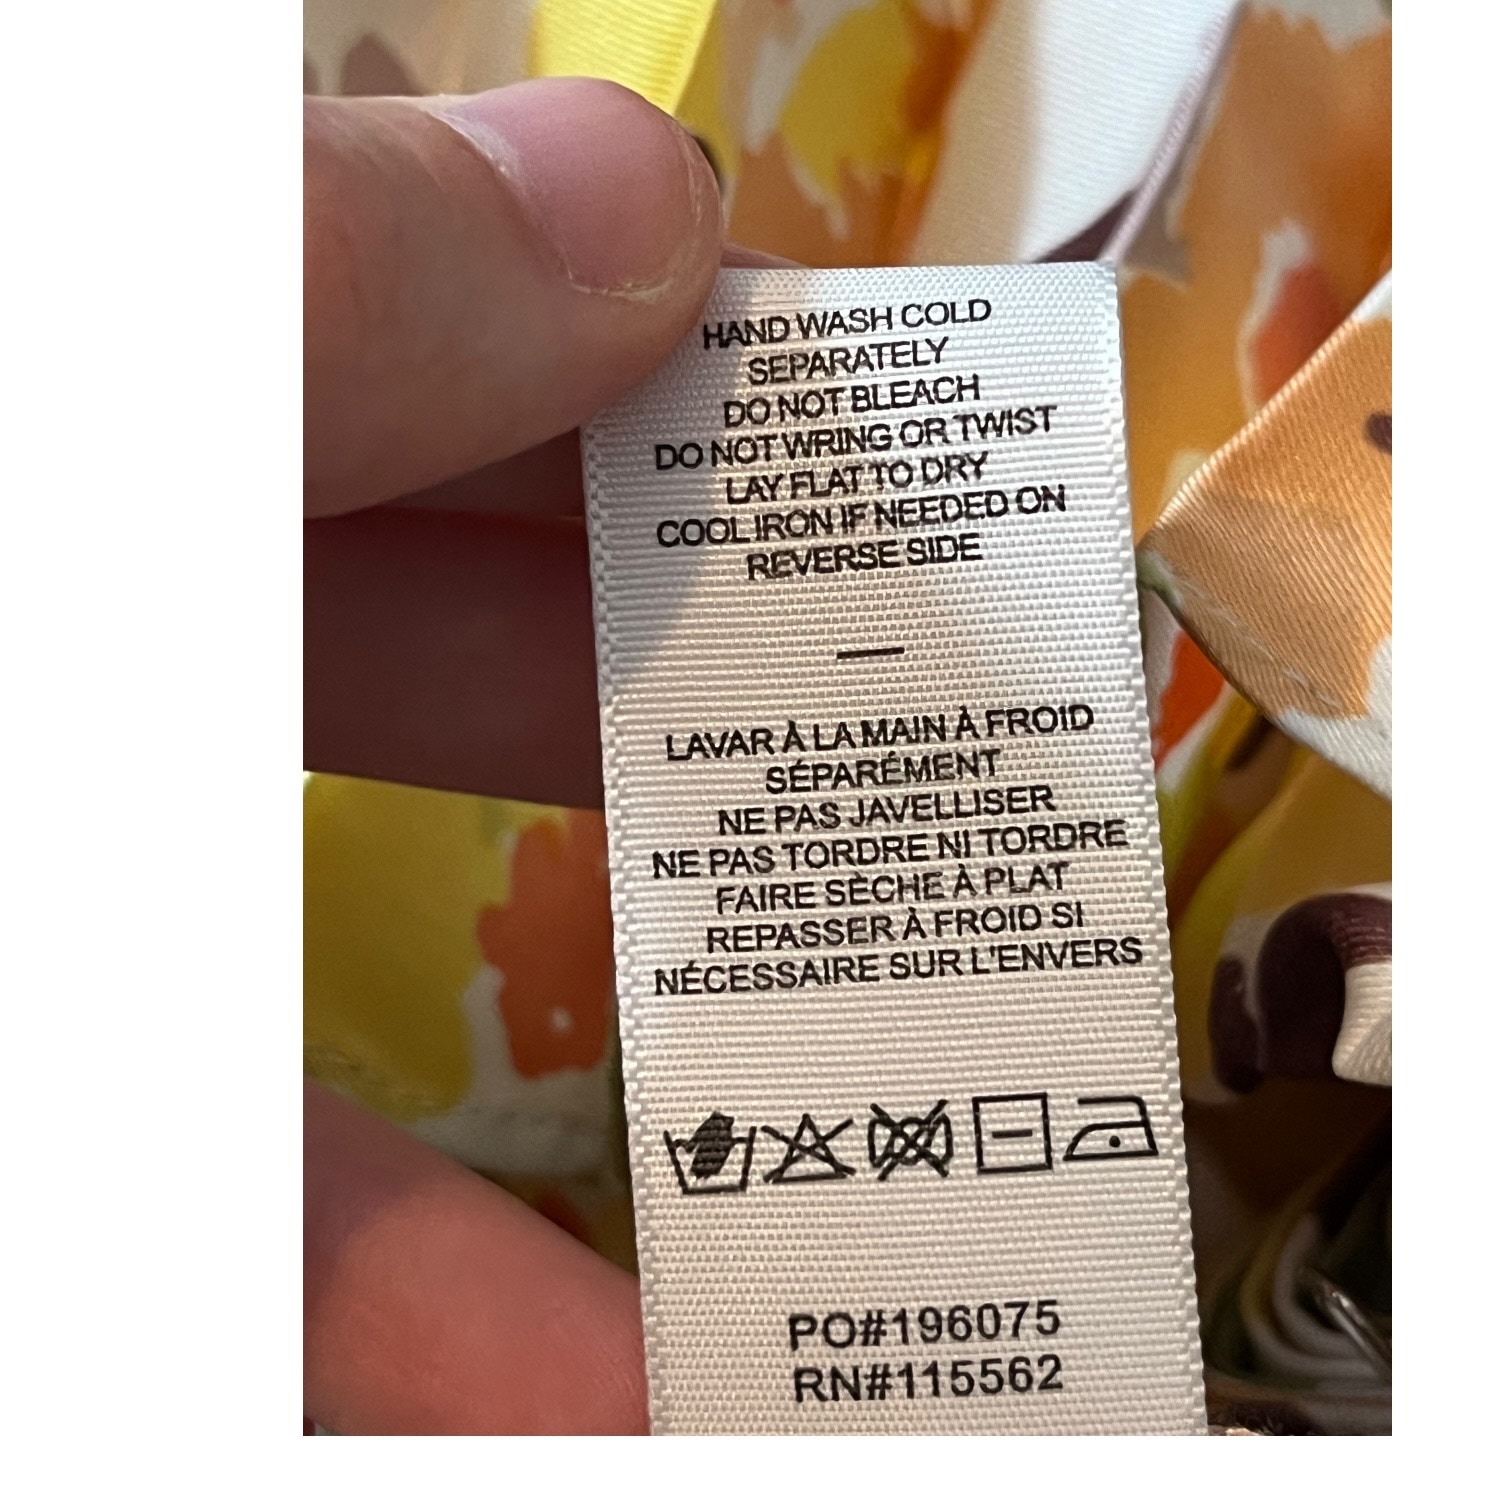 HAND WASH COLD
SEPARATELY
DO NOT BLEACH
DO NOT WRING OR TWIST
LAY FLAT TO DRY
COOL IRON IF NEEDED ON
REVERSE SIDE
—
LAVAR À LA MAIN À FROID
SÉPARÉMENT
NE PAS JAVELLISER
NE PAS TORDRE NI TORDRE
FAIRE SÈCHE À PLAT
REPASSER À FROID SI
NÉCESSAIRE SUR L'ENVERS
PO#196075
RN#115562